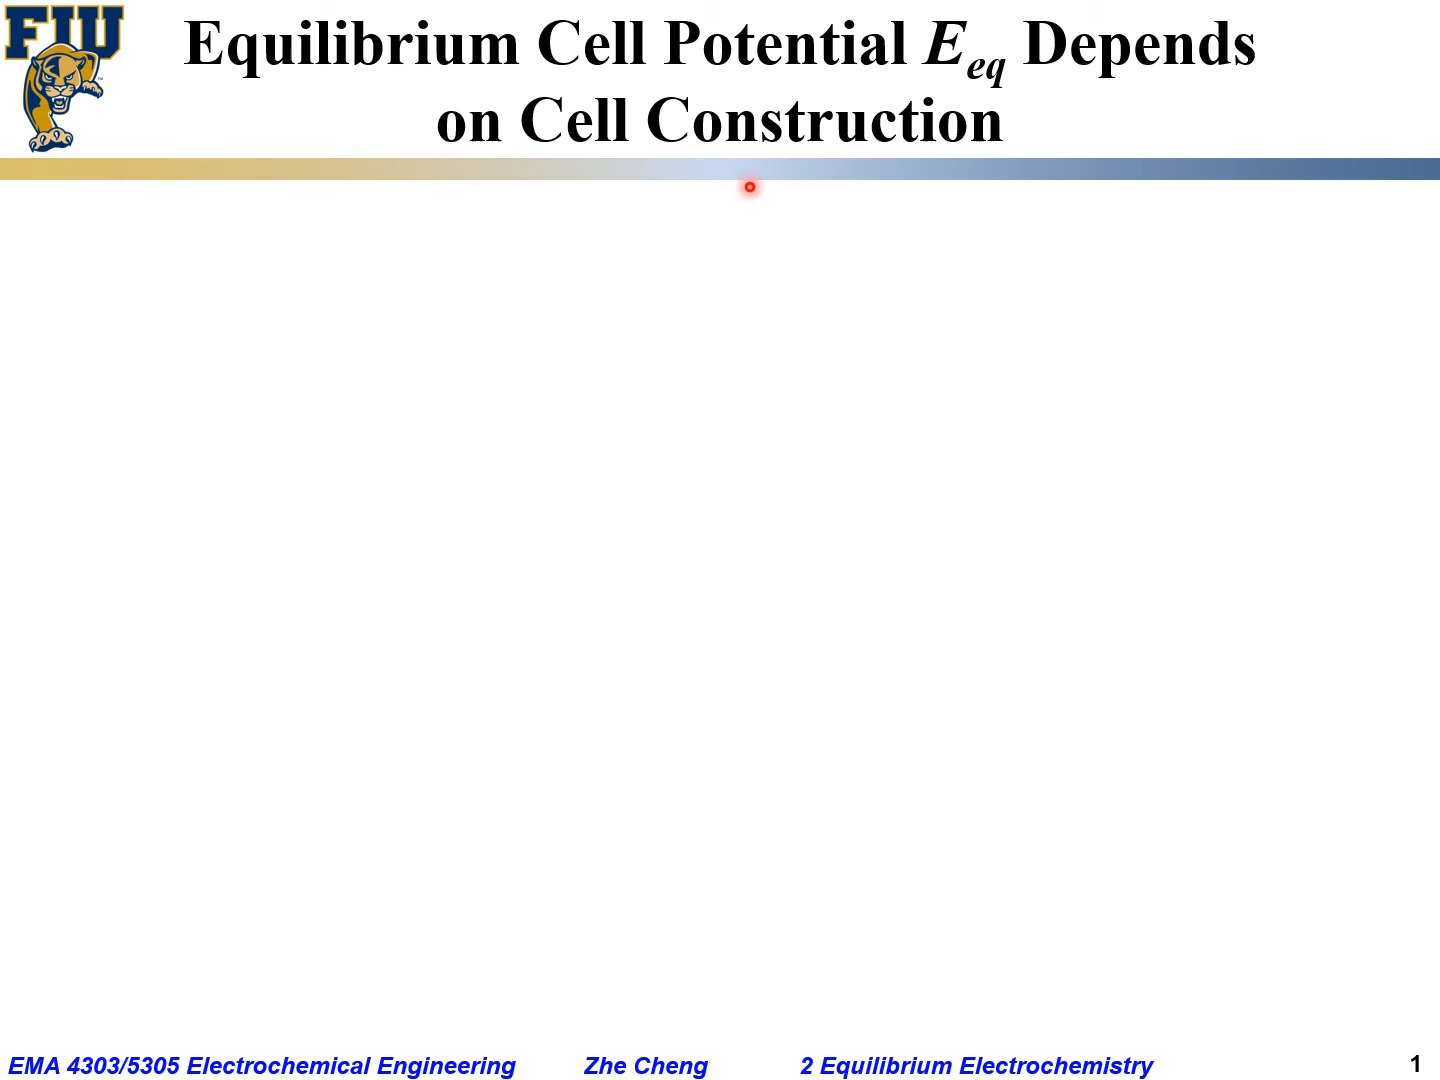 FIU
Equilibrium Cell Potential Eeq Depends
on Cell Construction
EMA 4303/5305 Electrochemical Engineering Zhe Cheng 2 Equilibrium Electrochemistry 1